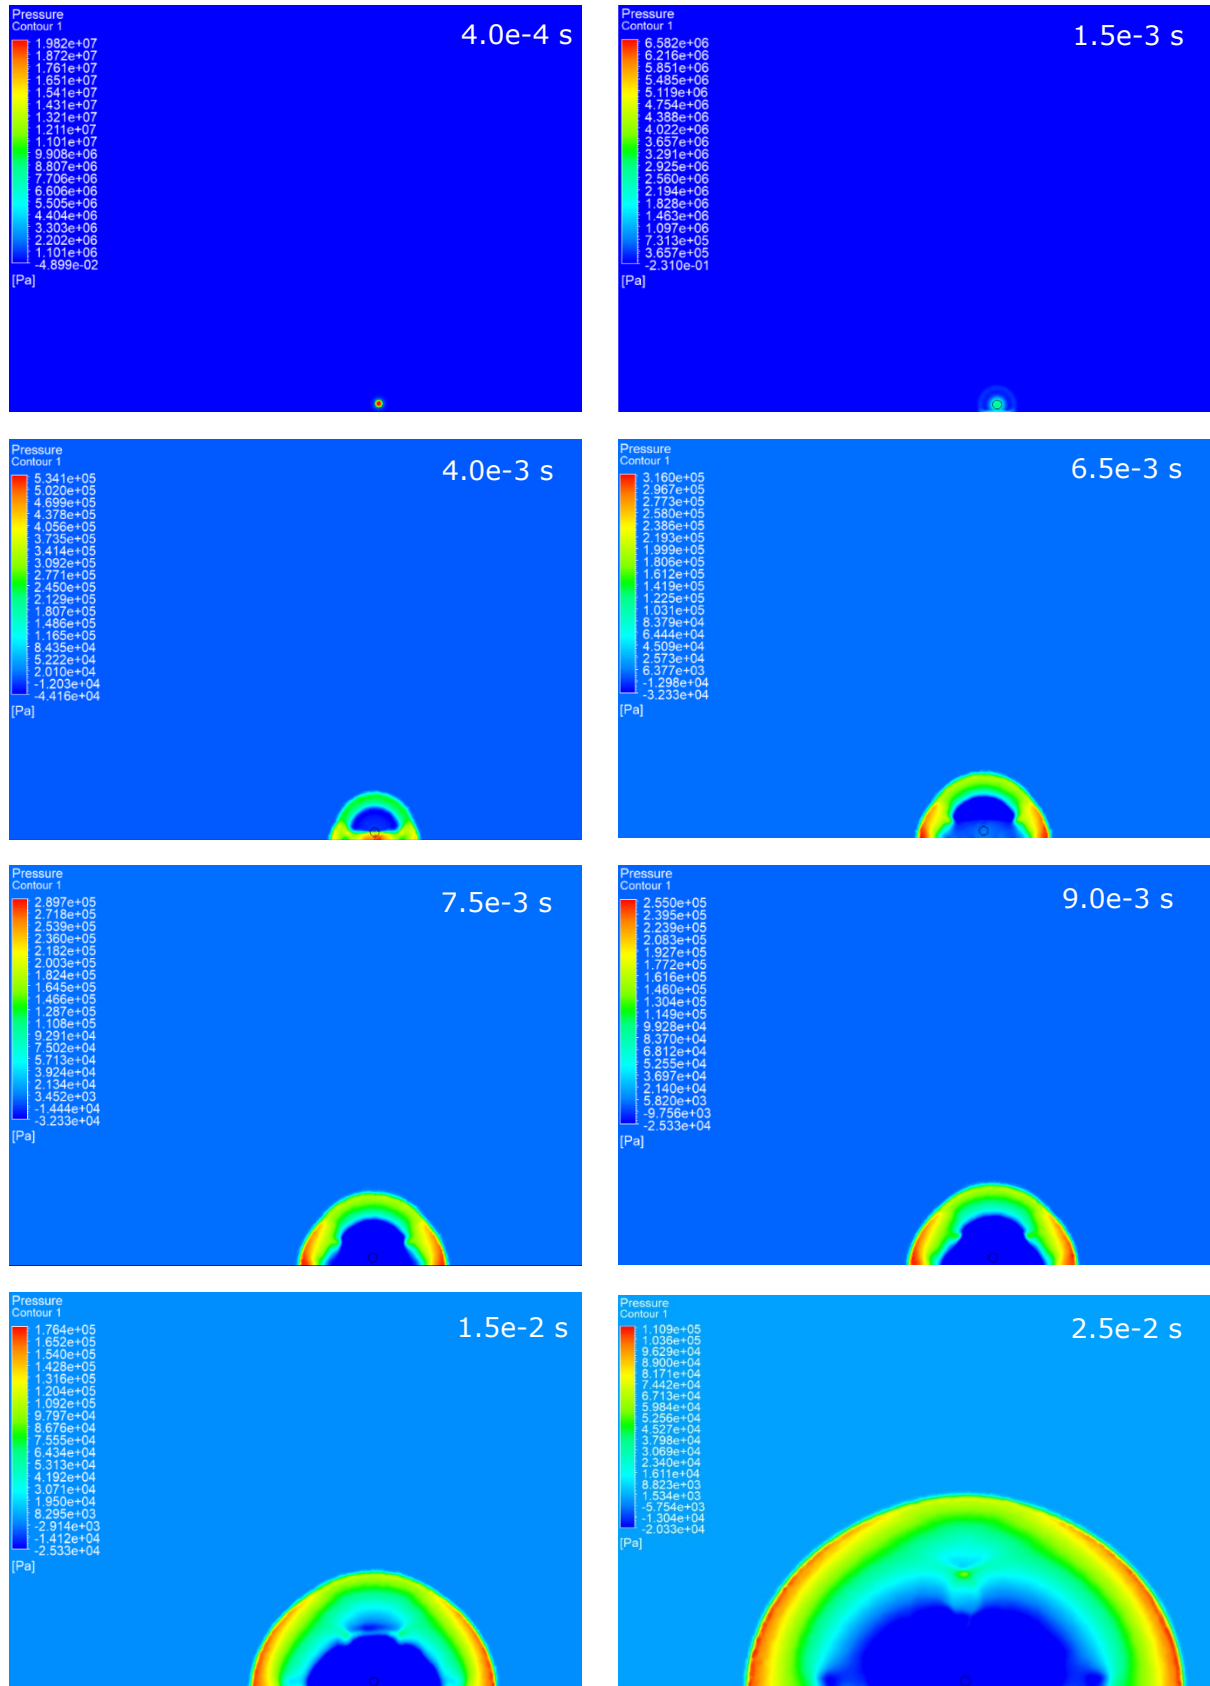 Pressure
Contour 1
4.0e-4 s
1.982e+07
1.872e+07
1.761e+07
1.651e+07
1.541e+07
1.431e+07
1.321e+07
1.211e+07
1.101e+07
9.908e+06
8.807e+06
7.706e+06
6.606e+06
5.505e+06
4.404e+06
3.303e+06
2.202e+06
1.101e+06
-4.899e-02
[Pa]
Pressure
Contour 1
1.5e-3 s
6.582e+06
6.216e+06
5.851e+06
5.485e+06
5.119e+06
4.754e+06
4.388e+06
4.022e+06
3.657e+06
3.291e+06
2.925e+06
2.560e+06
2.194e+06
1.828e+06
1.463e+06
1.097e+06
7.313e+05
3.657e+05
-2.310e-01
[Pa]
Pressure
Contour 1
4.0e-3 s
5.341e+05
5.020e+05
4.699e+05
4.378e+05
4.056e+05
3.735e+05
3.414e+05
3.092e+05
2.771e+05
2.450e+05
2.129e+05
1.807e+05
1.486e+05
1.165e+05
8.435e+04
5.222e+04
2.010e+04
-1.203e+04
-4.416e+04
[Pa]
Pressure
Contour 1
6.5e-3 s
3.160e+05
2.967e+05
2.773e+05
2.580e+05
2.386e+05
2.193e+05
1.999e+05
1.806e+05
1.612e+05
1.419e+05
1.225e+05
1.031e+05
8.379e+04
6.444e+04
4.509e+04
2.573e+04
6.377e+03
-1.298e+04
-3.233e+04
[Pa]
Pressure
Contour 1
7.5e-3 s
2.897e+05
2.718e+05
2.539e+05
2.360e+05
2.182e+05
2.003e+05
1.824e+05
1.645e+05
1.466e+05
1.287e+05
1.108e+05
9.291e+04
7.502e+04
5.713e+04
3.924e+04
2.134e+04
3.452e+03
-1.444e+04
-3.233e+04
[Pa]
Pressure
Contour 1
9.0e-3 s
2.550e+05
2.395e+05
2.239e+05
2.083e+05
1.927e+05
1.772e+05
1.616e+05
1.460e+05
1.304e+05
1.149e+05
9.928e+04
8.370e+04
6.812e+04
5.255e+04
3.697e+04
2.140e+04
5.820e+03
-9.756e+03
-2.533e+04
[Pa]
Pressure
Contour 1
1.5e-2 s
1.764e+05
1.652e+05
1.540e+05
1.428e+05
1.316e+05
1.204e+05
1.092e+05
9.797e+04
8.676e+04
7.555e+04
6.434e+04
5.313e+04
4.192e+04
3.071e+04
1.950e+04
8.295e+03
-2.914e+03
-1.412e+04
-2.533e+04
[Pa]
Pressure
Contour 1
2.5e-2 s
1.109e+05
1.036e+05
9.629e+04
8.900e+04
8.171e+04
7.442e+04
6.713e+04
5.984e+04
5.256e+04
4.527e+04
3.798e+04
3.069e+04
2.340e+04
1.611e+04
8.823e+03
1.534e+03
-5.754e+03
-1.304e+04
-2.033e+04
[Pa]